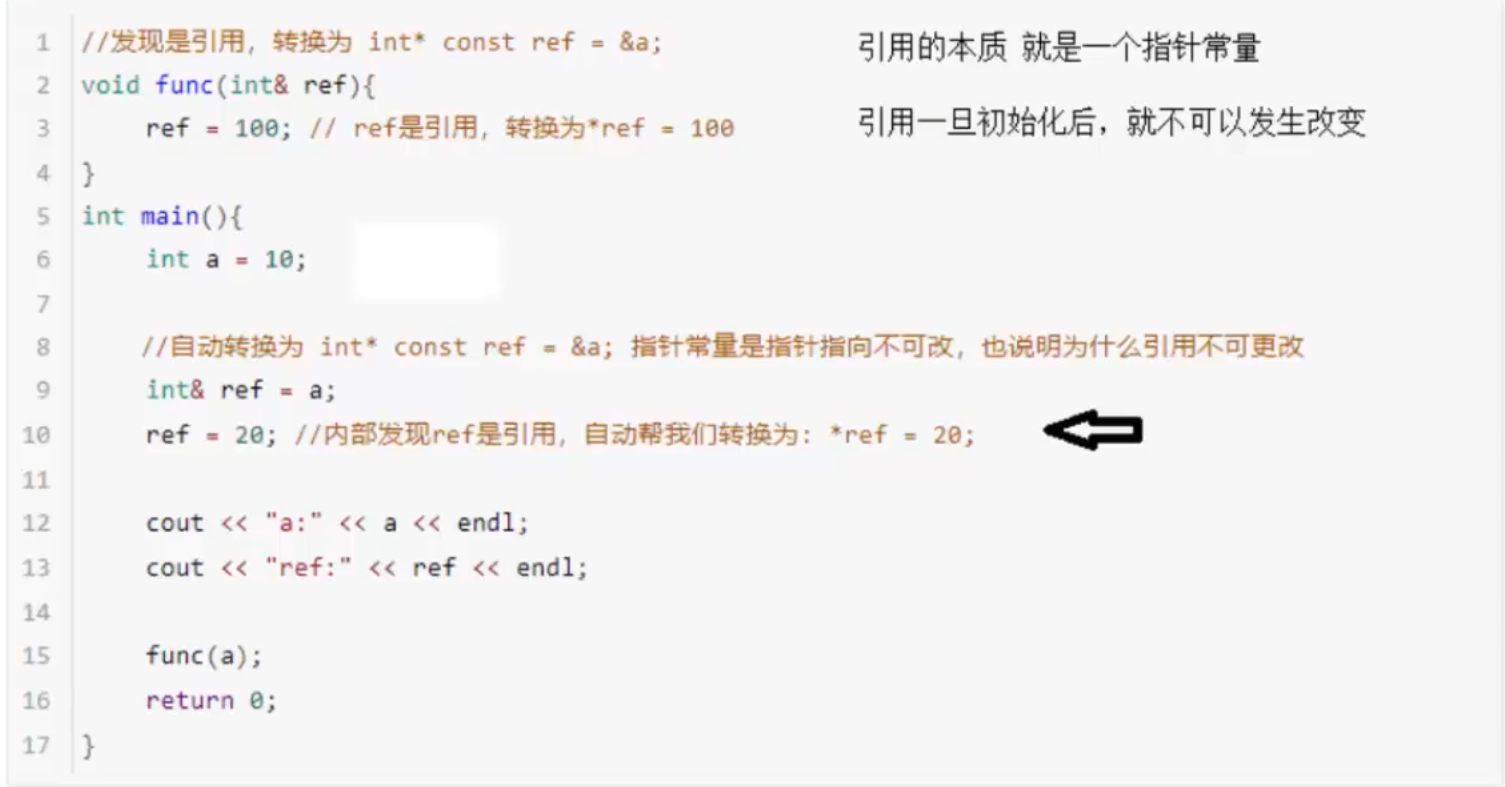 1 //发现是引用，转换为 int* const ref = &a;
引用的本质 就是一个指针常量
2 void func(int& ref){
3 ref = 100; // ref是引用，转换为*ref = 100
引用一旦初始化后，就不可以发生改变
4 }
5 int main(){
6 int a = 10;
7
8 //自动转换为 int* const ref = &a; 指针常量是指针指向不可改，也说明为什么引用不可更改
9 int& ref = a;
10 ref = 20; //内部发现ref是引用，自动帮我们转换为: *ref = 20;
11
12 cout << "a:" << a << endl;
13 cout << "ref:" << ref << endl;
14
15 func(a);
16 return 0;
17 }